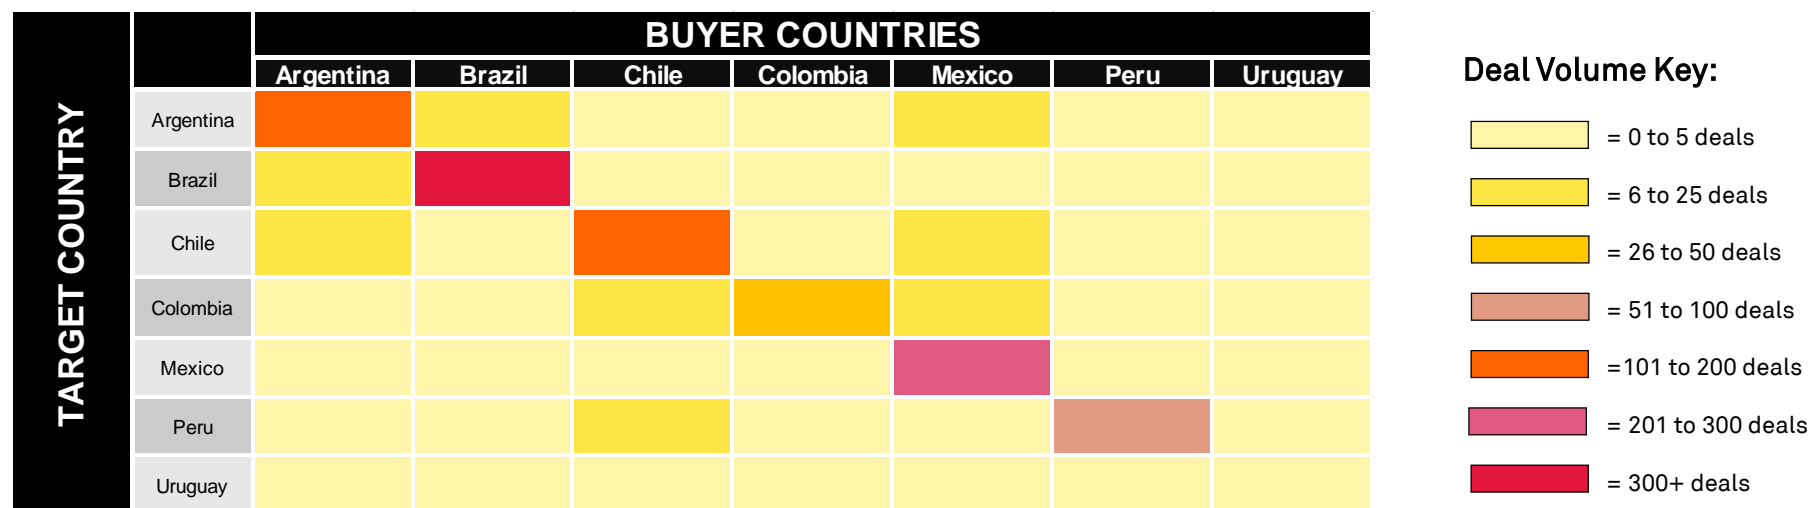 BUYER COUNTRIES
Argentina Brazil Chile Colombia Mexico Peru Uruguay
TARGET COUNTRY
Argentina
Brazil
Chile
Colombia
Mexico
Peru
Uruguay
Deal Volume Key:
= 0 to 5 deals
= 6 to 25 deals
= 26 to 50 deals
= 51 to 100 deals
=101 to 200 deals
= 201 to 300 deals
= 300+ deals